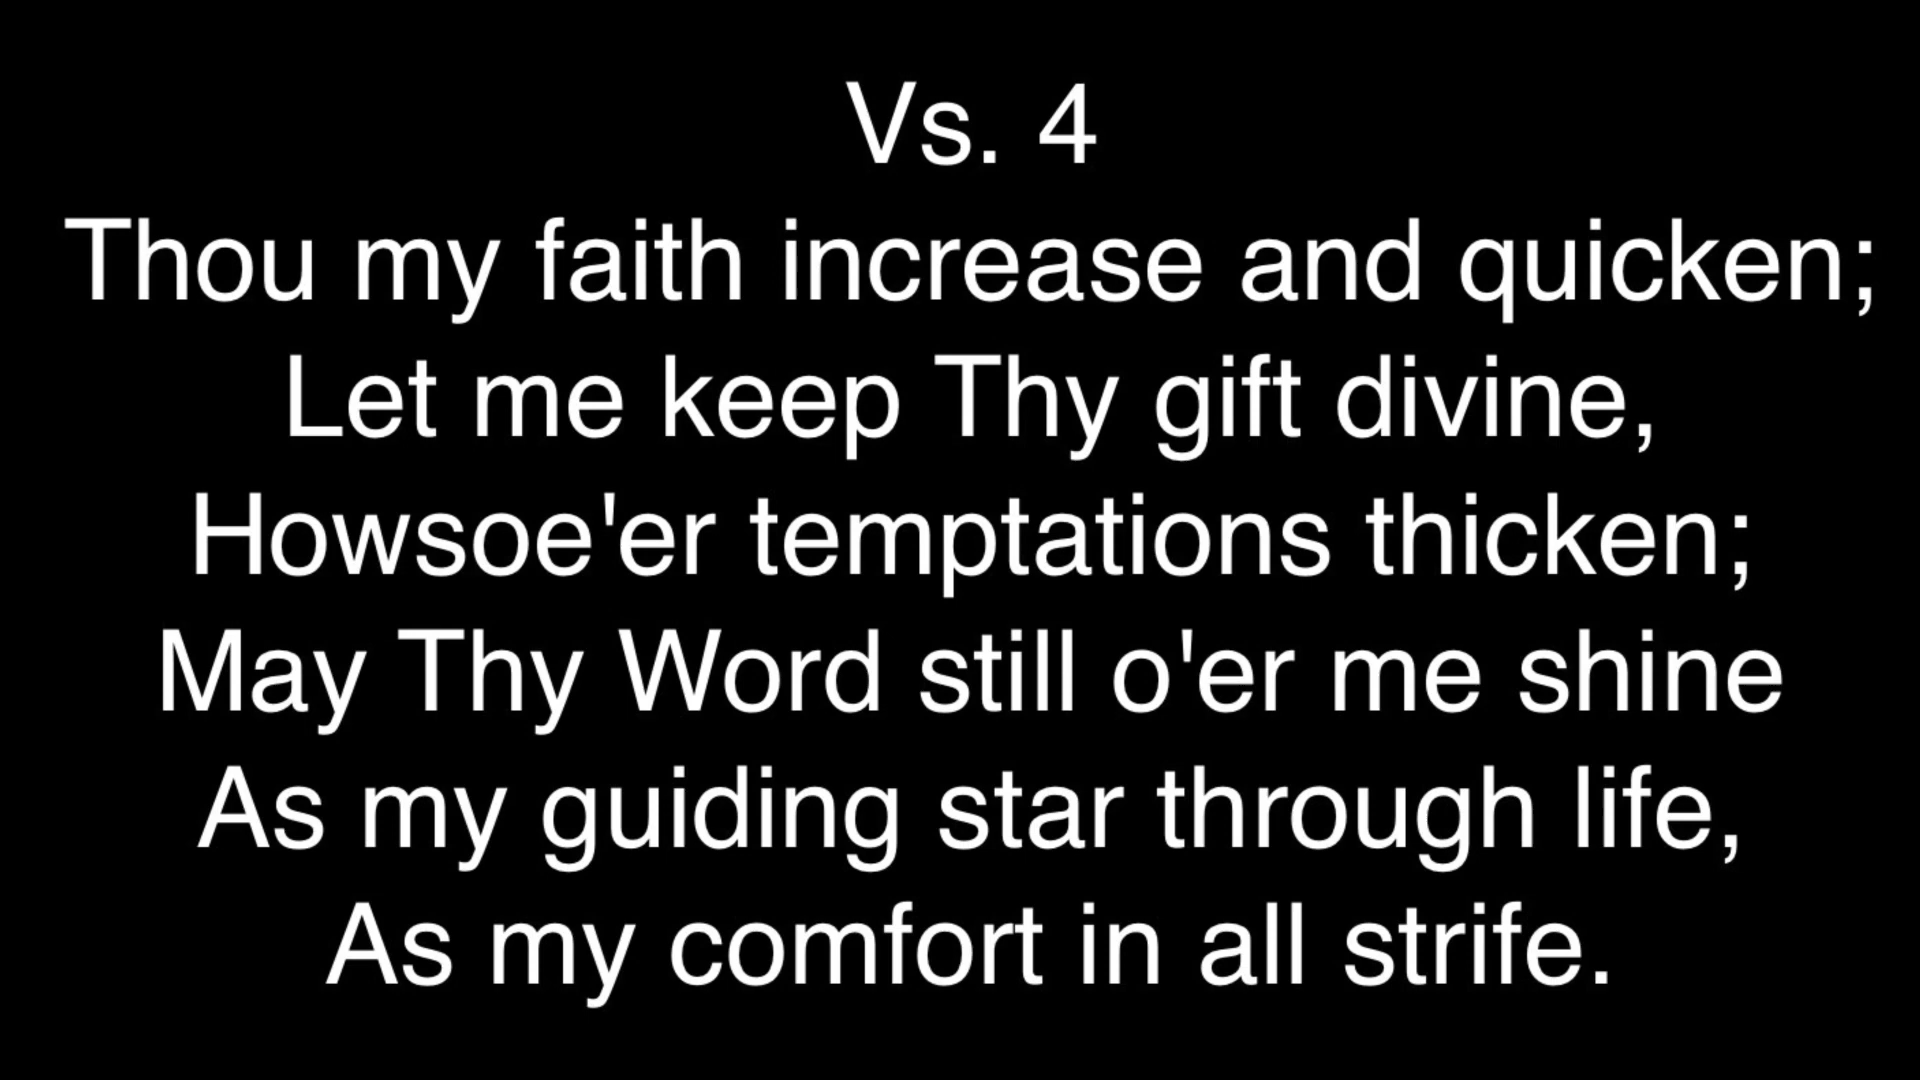 Vs. 4
Thou my faith increase and quicken;
Let me keep Thy gift divine,
Howsoe'er temptations thicken;
May Thy Word still o'er me shine
As my guiding star through life,
As my comfort in all strife.